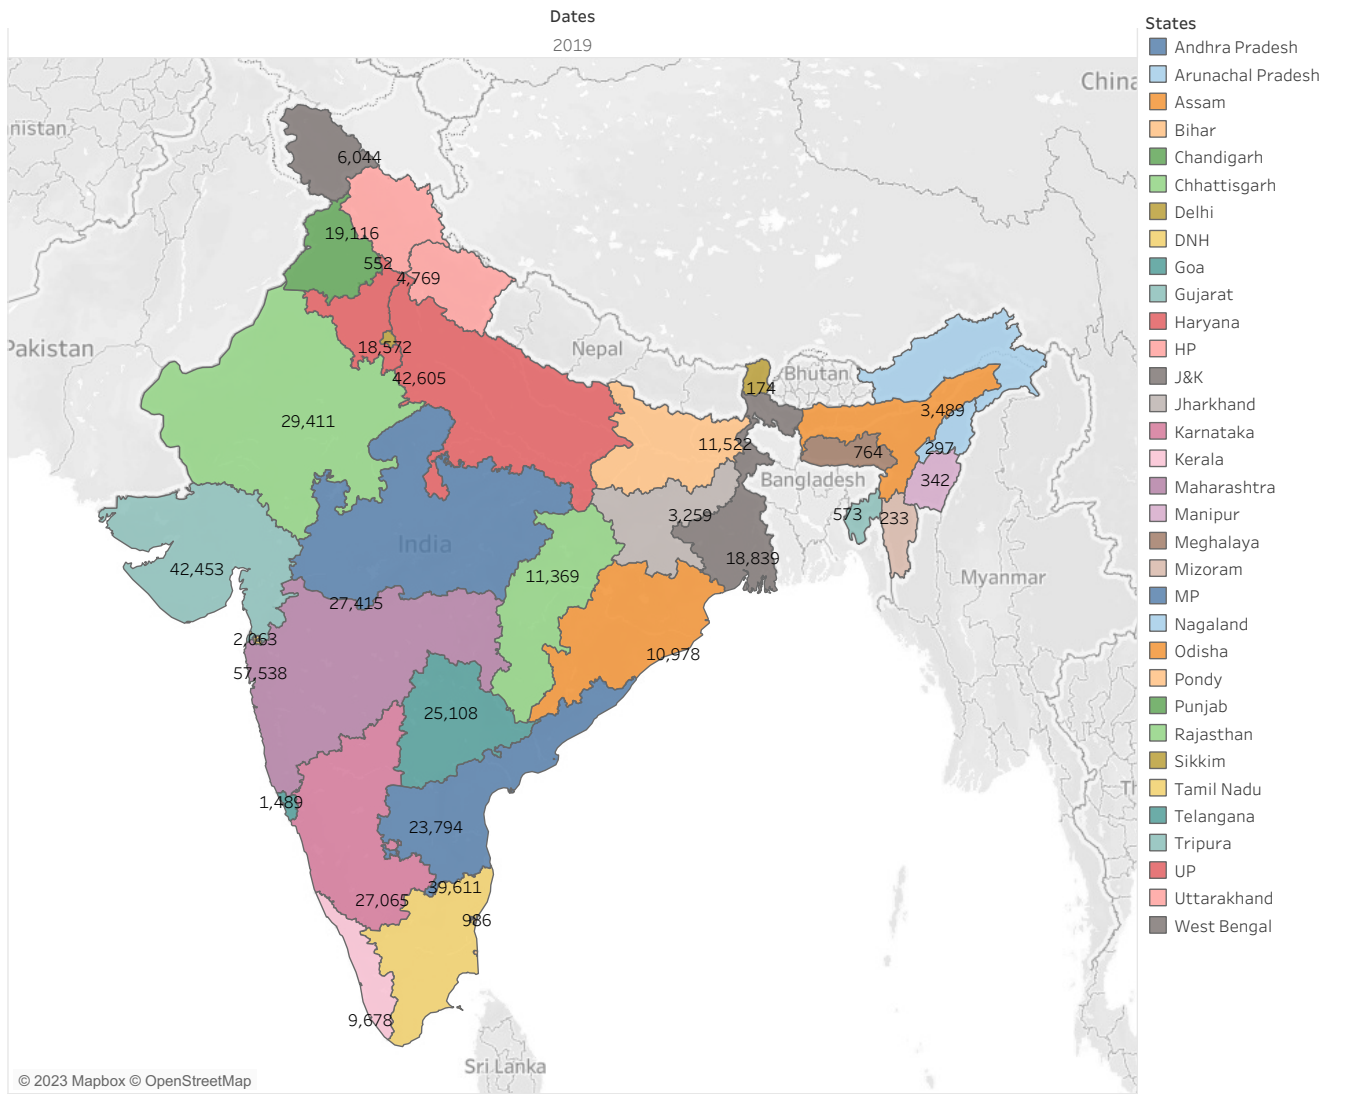 Dates
2019
China
nistan
6,044
19,116
552
4,769
Pakistan
Nepal
18,572
42,605
Bhutan
174
29,411
3,489
11,522
297
764
Bangladesh
342
573
233
3,259
India
18,839
42,453
11,369
Myanmar
27,415
2,063
10,978
57,538
25,108
Th
1,489
23,794
39,611
27,065
986
9,678
Sri Lanka
© 2023 Mapbox © OpenStreetMap
States
Andhra Pradesh
Arunachal Pradesh
Assam
Bihar
Chandigarh
Chhattisgarh
Delhi
DNH
Goa
Gujarat
Haryana
HP
J&K
Jharkhand
Karnataka
Kerala
Maharashtra
Manipur
Meghalaya
Mizoram
MP
Nagaland
Odisha
Pondy
Punjab
Rajasthan
Sikkim
Tamil Nadu
Telangana
Tripura
UP
Uttarakhand
West Bengal